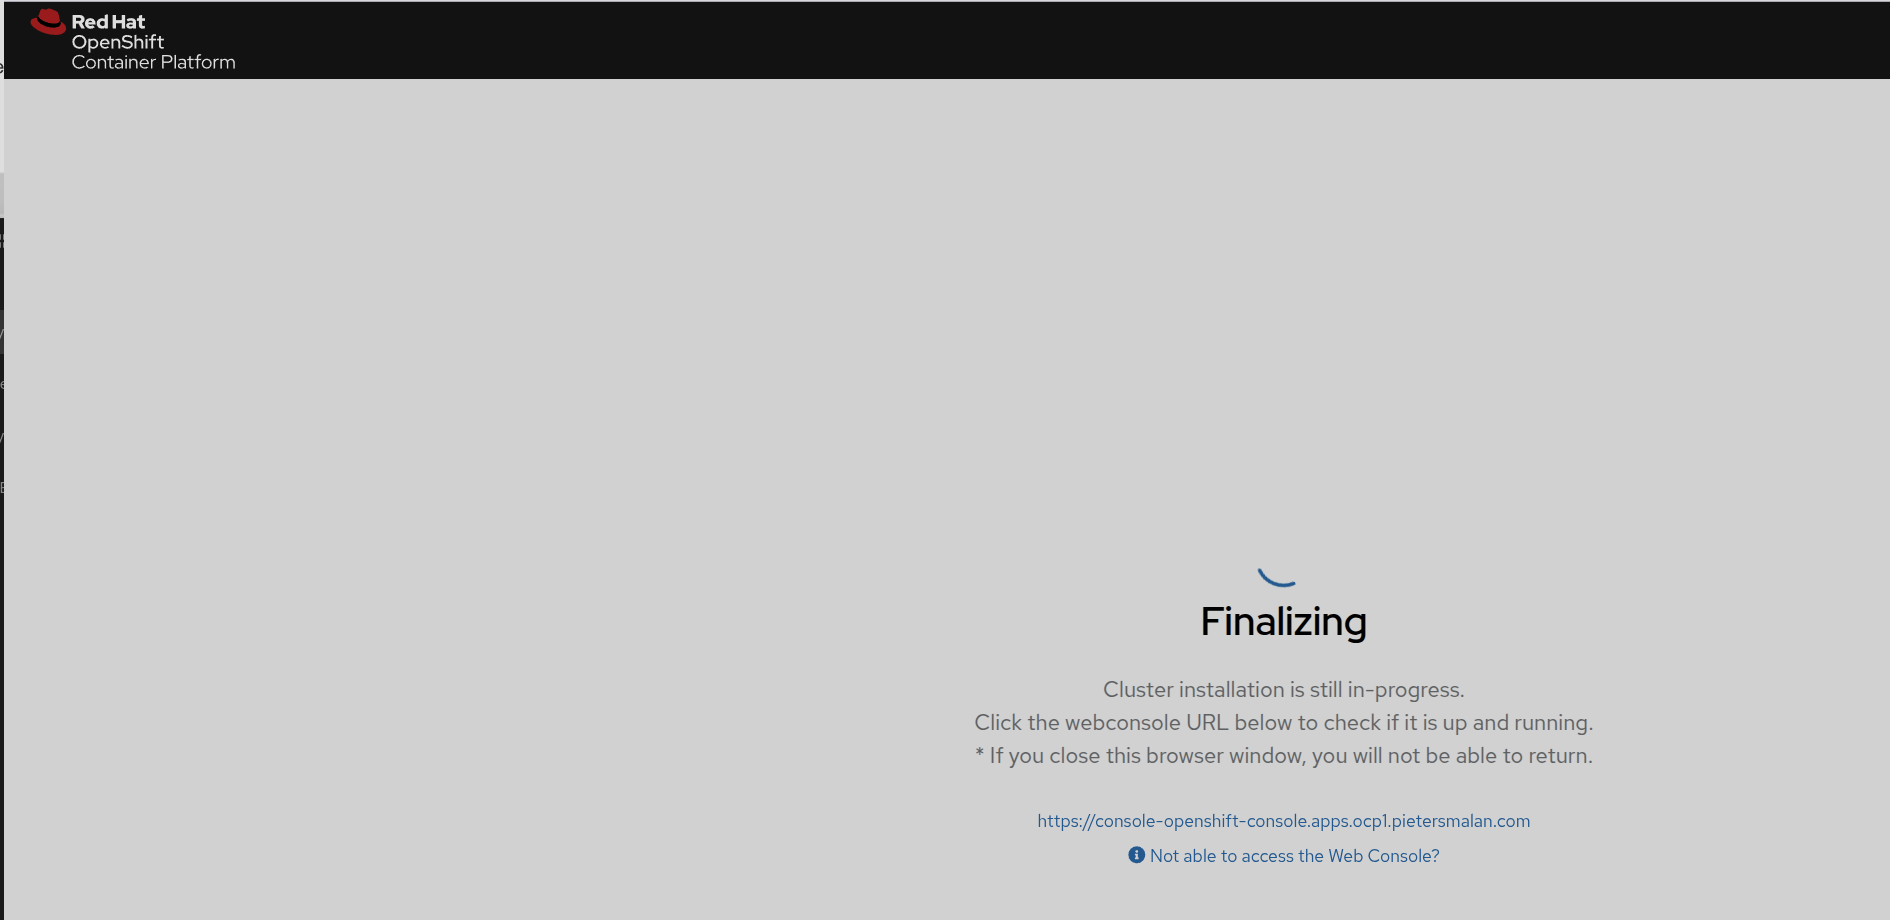 Red Hat
OpenShift
Container Platform
Finalizing
Cluster installation is still in-progress.
Click the webconsole URL below to check if it is up and running.
* If you close this browser window, you will not be able to return.
https://console-openshift-console.apps.ocp1.pietersmalan.com
Not able to access the Web Console?